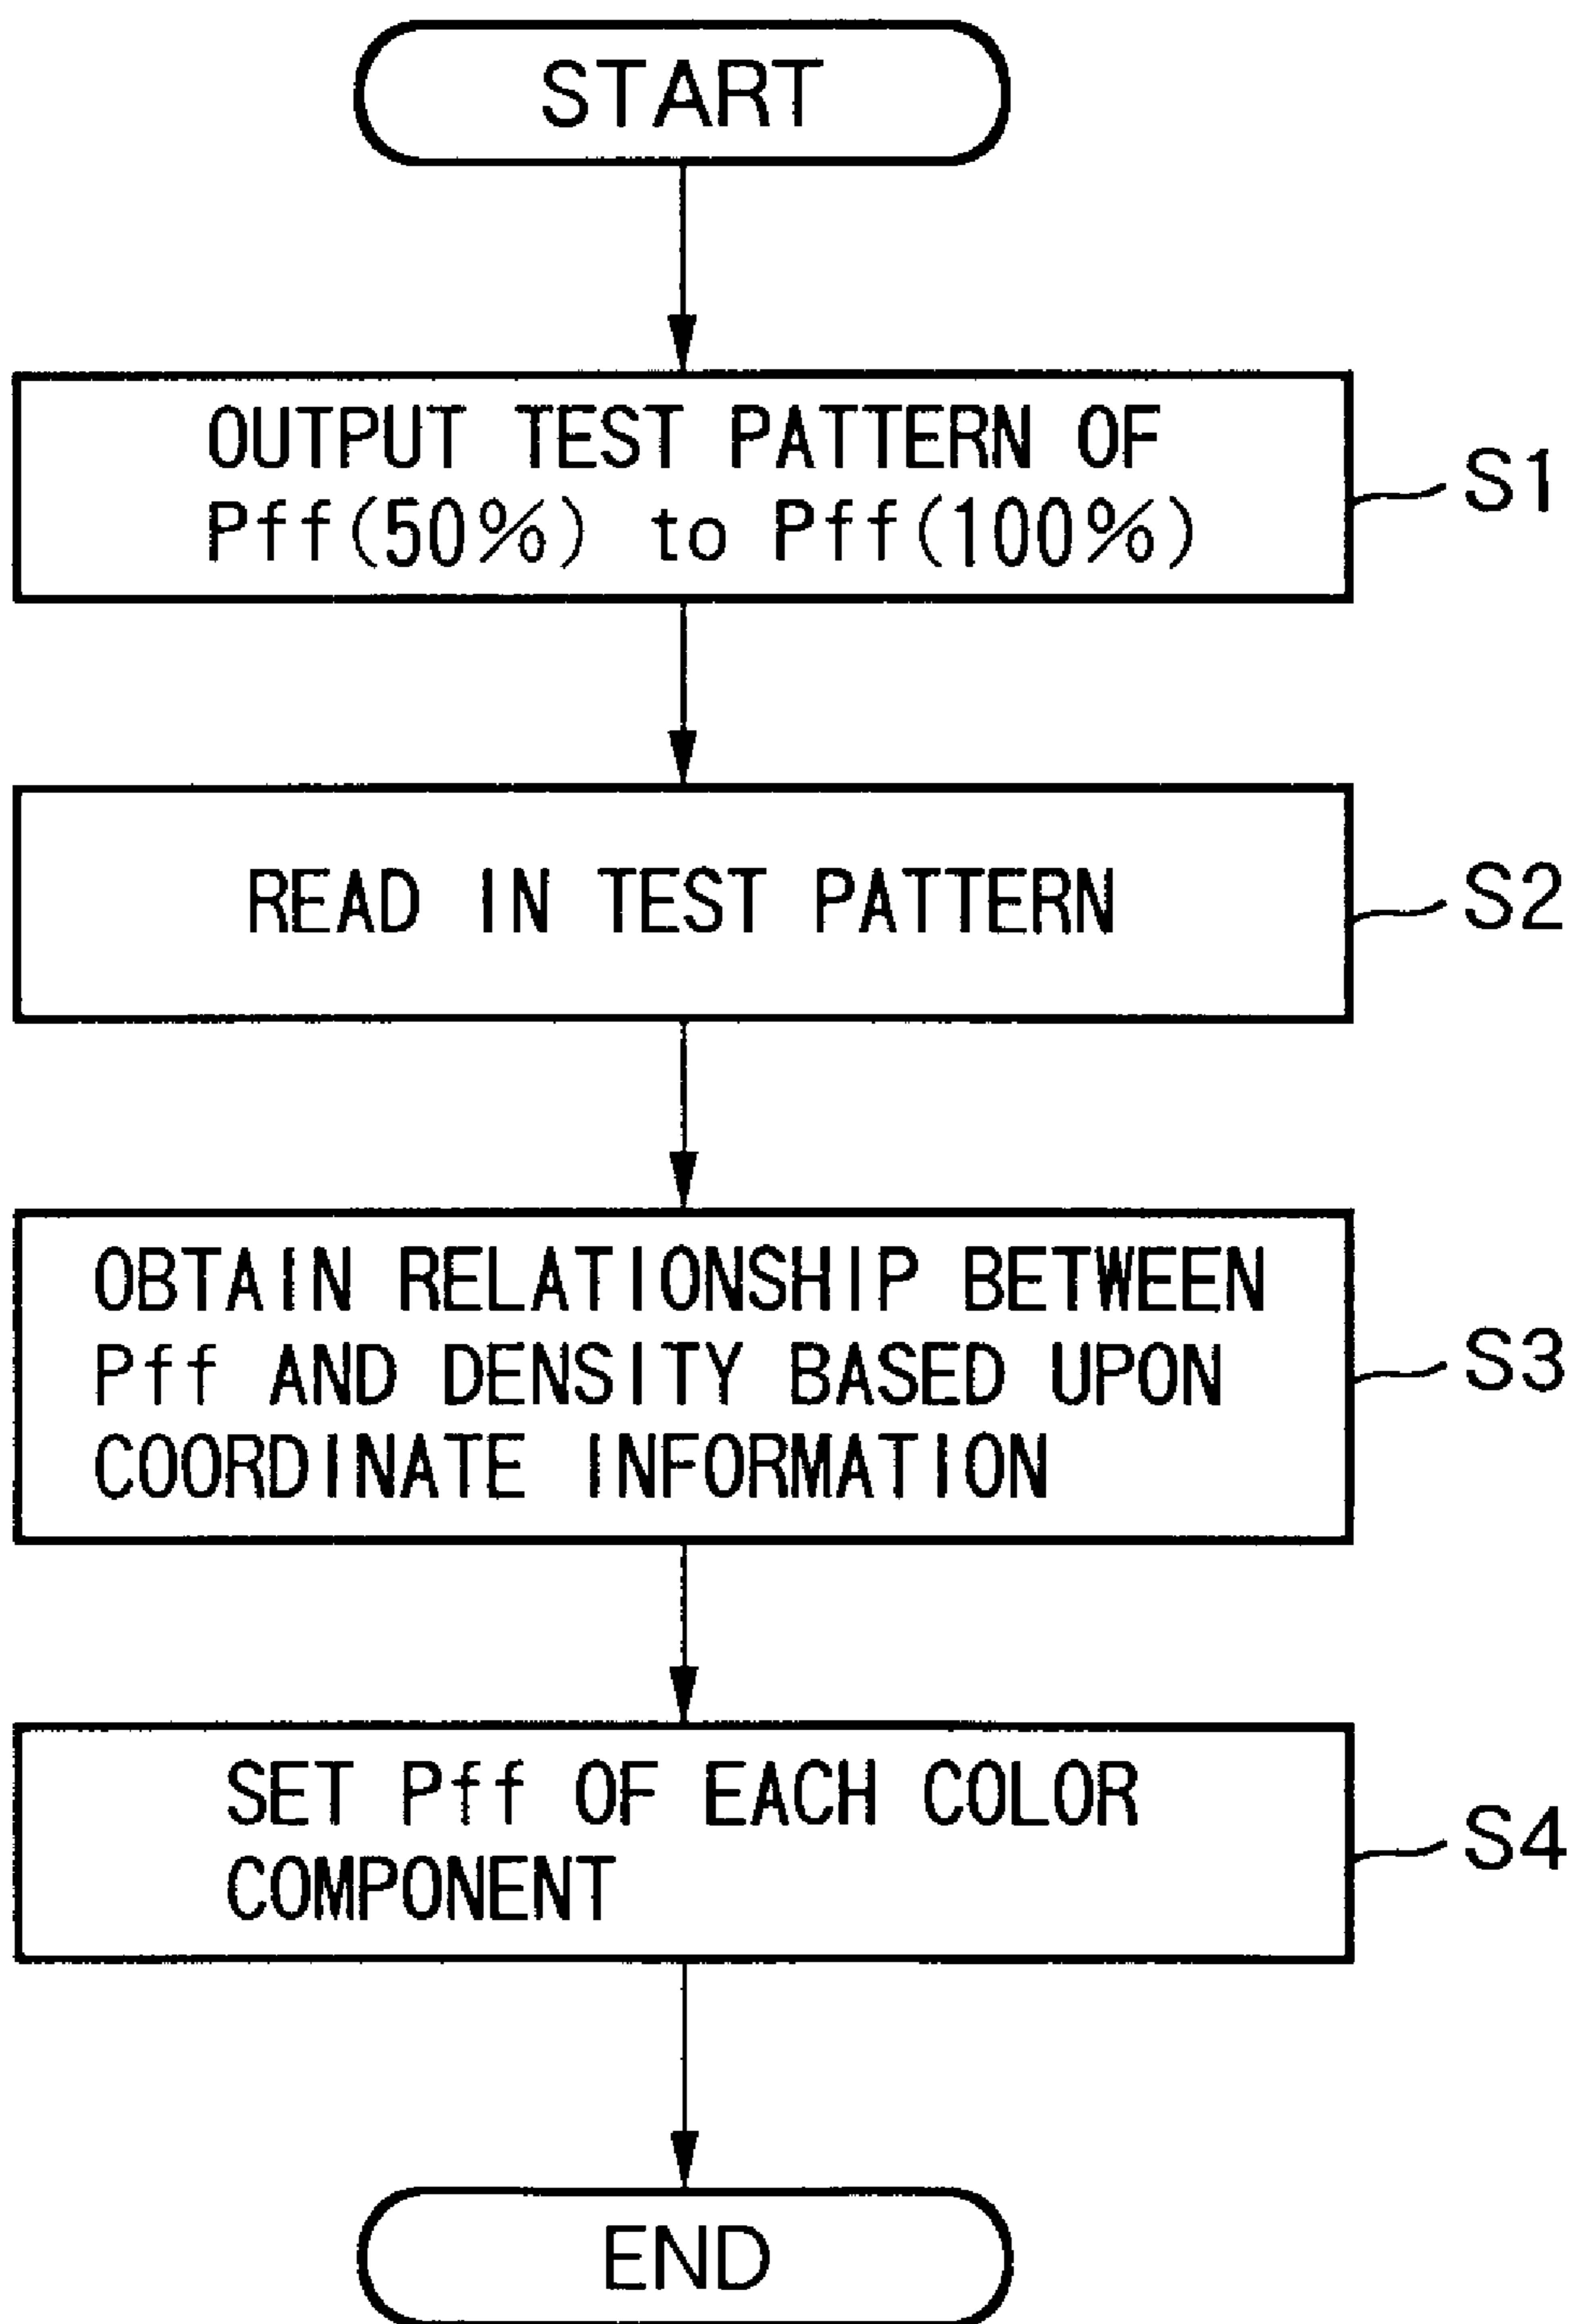 START
OUTPUT TEST PATTERN OF
Pff(50%) to Pff(100%)
S1
READ IN TEST PATTERN
S2
OBTAIN RELATIONSHIP BETWEEN
Pff AND DENSITY BASED UPON
COORDINATE INFORMATION
S3
SET Pff OF EACH COLOR
COMPONENT
S4
END